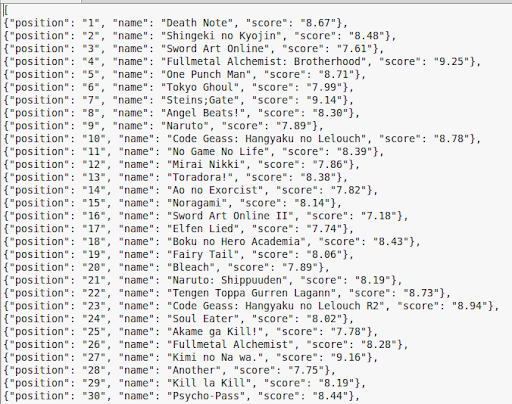 [
{"position": "1", "name": "Death Note", "score": "8.67"},
{"position": "2", "name": "Shingeki no Kyojin", "score": "8.48"},
{"position": "3", "name": "Sword Art Online", "score": "7.61"},
{"position": "4", "name": "Fullmetal Alchemist: Brotherhood", "score": "9.25"},
{"position": "5", "name": "One Punch Man", "score": "8.71"},
{"position": "6", "name": "Tokyo Ghoul", "score": "7.99"},
{"position": "7", "name": "Steins;Gate", "score": "9.14"},
{"position": "8", "name": "Angel Beats!", "score": "8.30"},
{"position": "9", "name": "Naruto", "score": "7.89"},
{"position": "10", "name": "Code Geass: Hangyaku no Lelouch", "score": "8.78"},
{"position": "11", "name": "No Game No Life", "score": "8.39"},
{"position": "12", "name": "Mirai Nikki", "score": "7.86"},
{"position": "13", "name": "Toradora!", "score": "8.38"},
{"position": "14", "name": "Ao no Exorcist", "score": "7.82"},
{"position": "15", "name": "Noragami", "score": "8.14"},
{"position": "16", "name": "Sword Art Online II", "score": "7.18"},
{"position": "17", "name": "Elfen Lied", "score": "7.74"},
{"position": "18", "name": "Boku no Hero Academia", "score": "8.43"},
{"position": "19", "name": "Fairy Tail", "score": "8.06"},
{"position": "20", "name": "Bleach", "score": "7.89"},
{"position": "21", "name": "Naruto: Shippuuden", "score": "8.19"},
{"position": "22", "name": "Tengen Toppa Gurren Lagann", "score": "8.73"},
{"position": "23", "name": "Code Geass: Hangyaku no Lelouch R2", "score": "8.94"},
{"position": "24", "name": "Soul Eater", "score": "8.02"},
{"position": "25", "name": "Akame ga Kill!", "score": "7.78"},
{"position": "26", "name": "Fullmetal Alchemist", "score": "8.28"},
{"position": "27", "name": "Kimi no Na wa.", "score": "9.16"},
{"position": "28", "name": "Another", "score": "7.75"},
{"position": "29", "name": "Kill la Kill", "score": "8.19"},
{"position": "30", "name": "Psycho-Pass", "score": "8.44"},